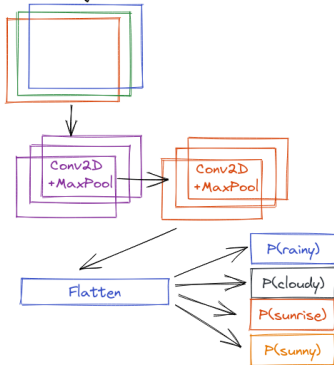 Conv2D
+MaxPool
Conv2D
+MaxPool
Flatten
P(rainy)
P(cloudy)
P(sunrise)
P(sunny)